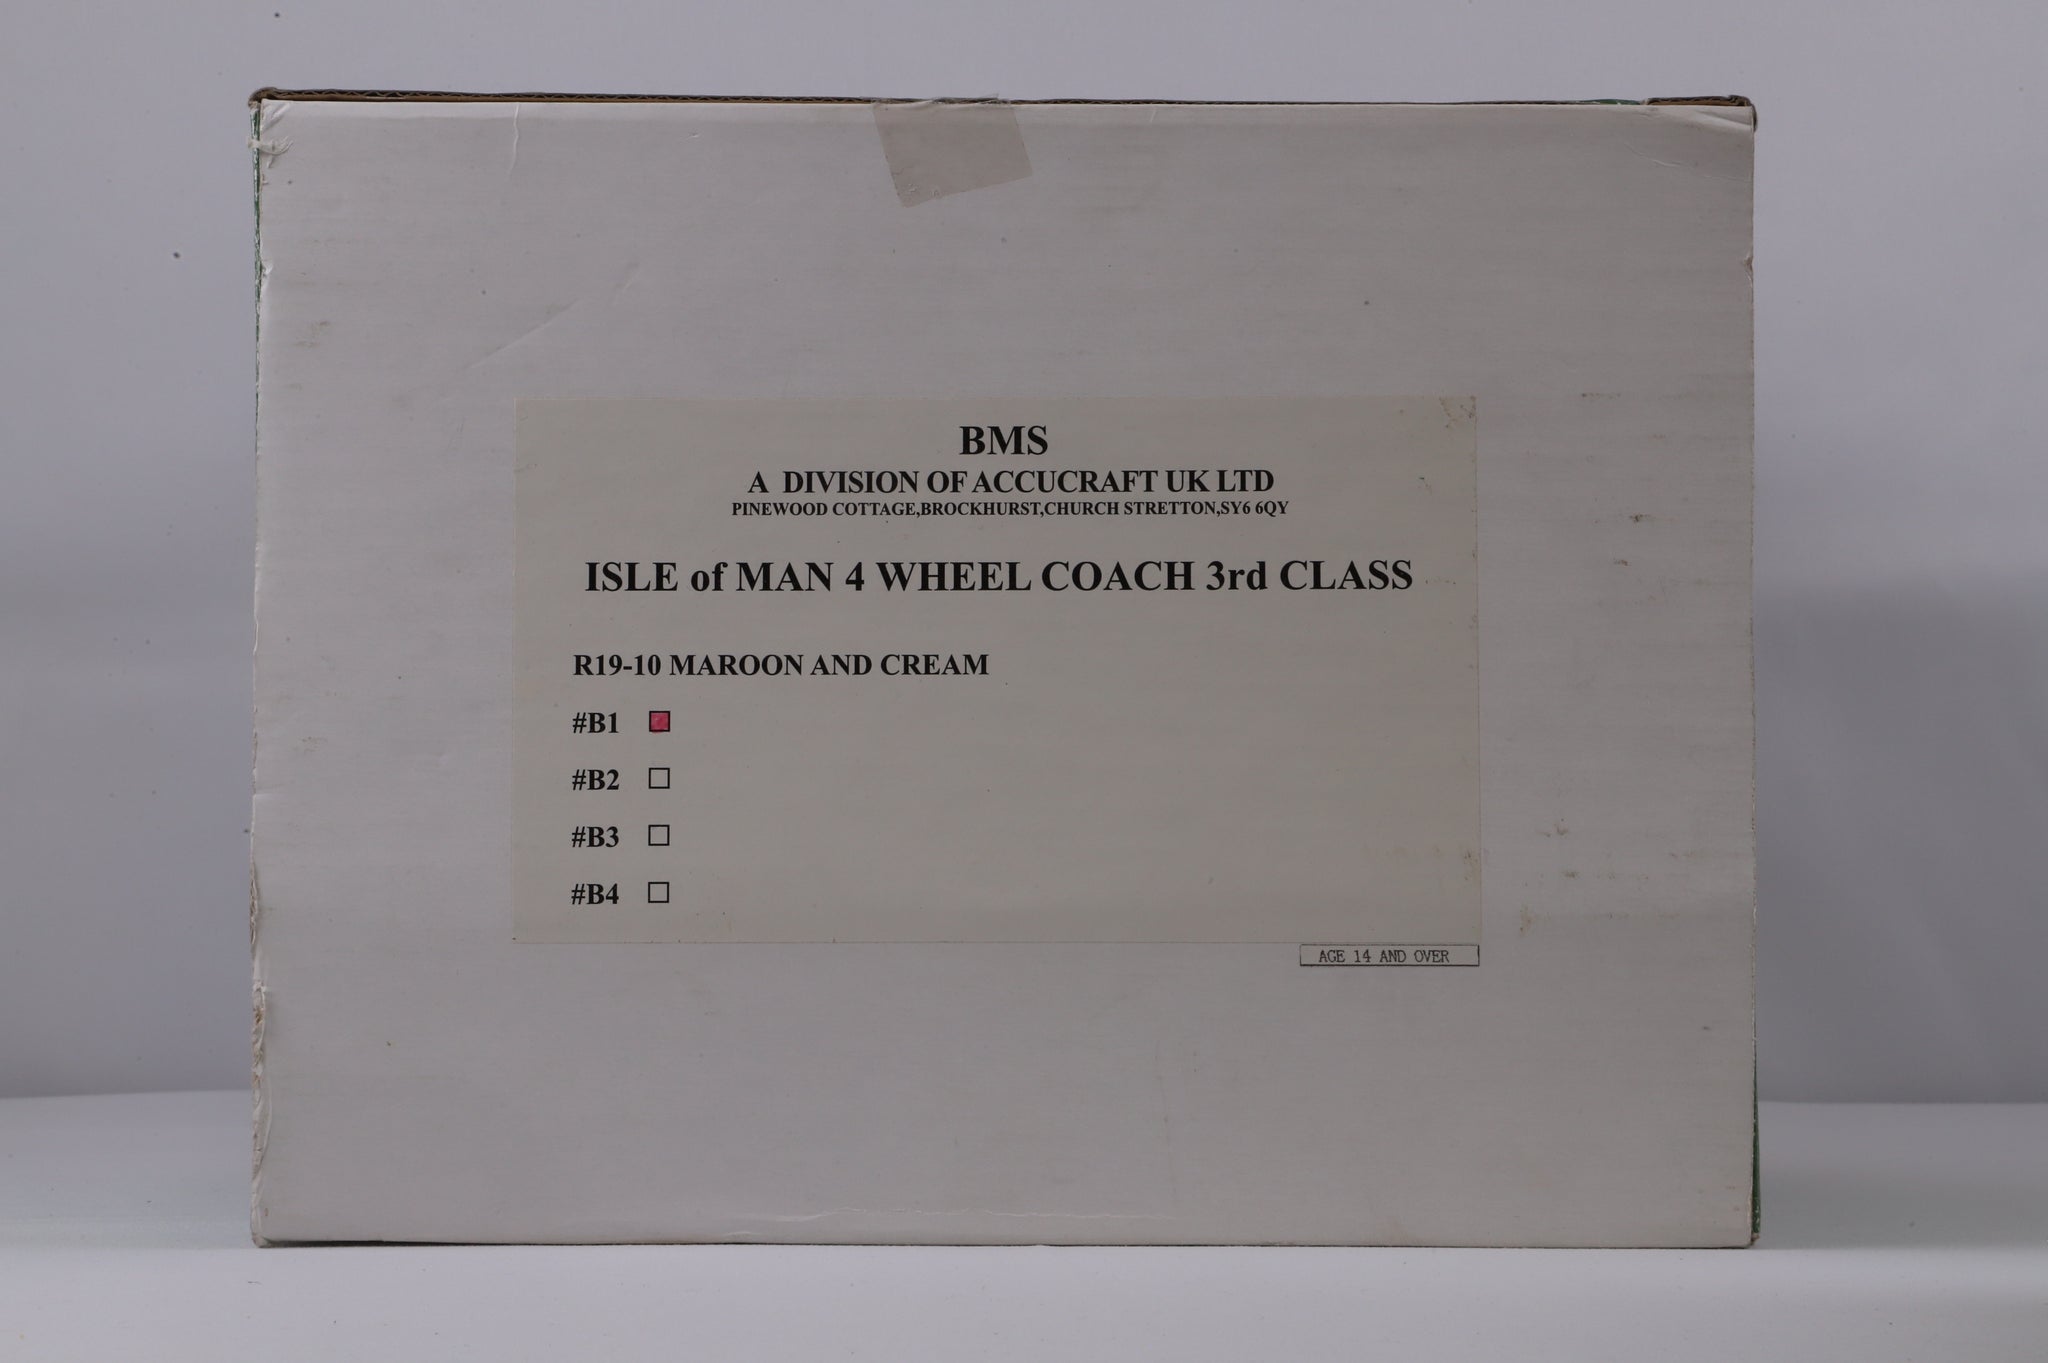 BMS
A DIVISION OF ACCUCRAFT UK LTD
PINEWOOD COTTAGE,BROCKHURST,CHURCH STRETTON,SY6 6QY
ISLE of MAN 4 WHEEL COACH 3rd CLASS
R19-10 MAROON AND CREAM
#B1
#B2
#B3
#B4
AGE 14 AND OVER